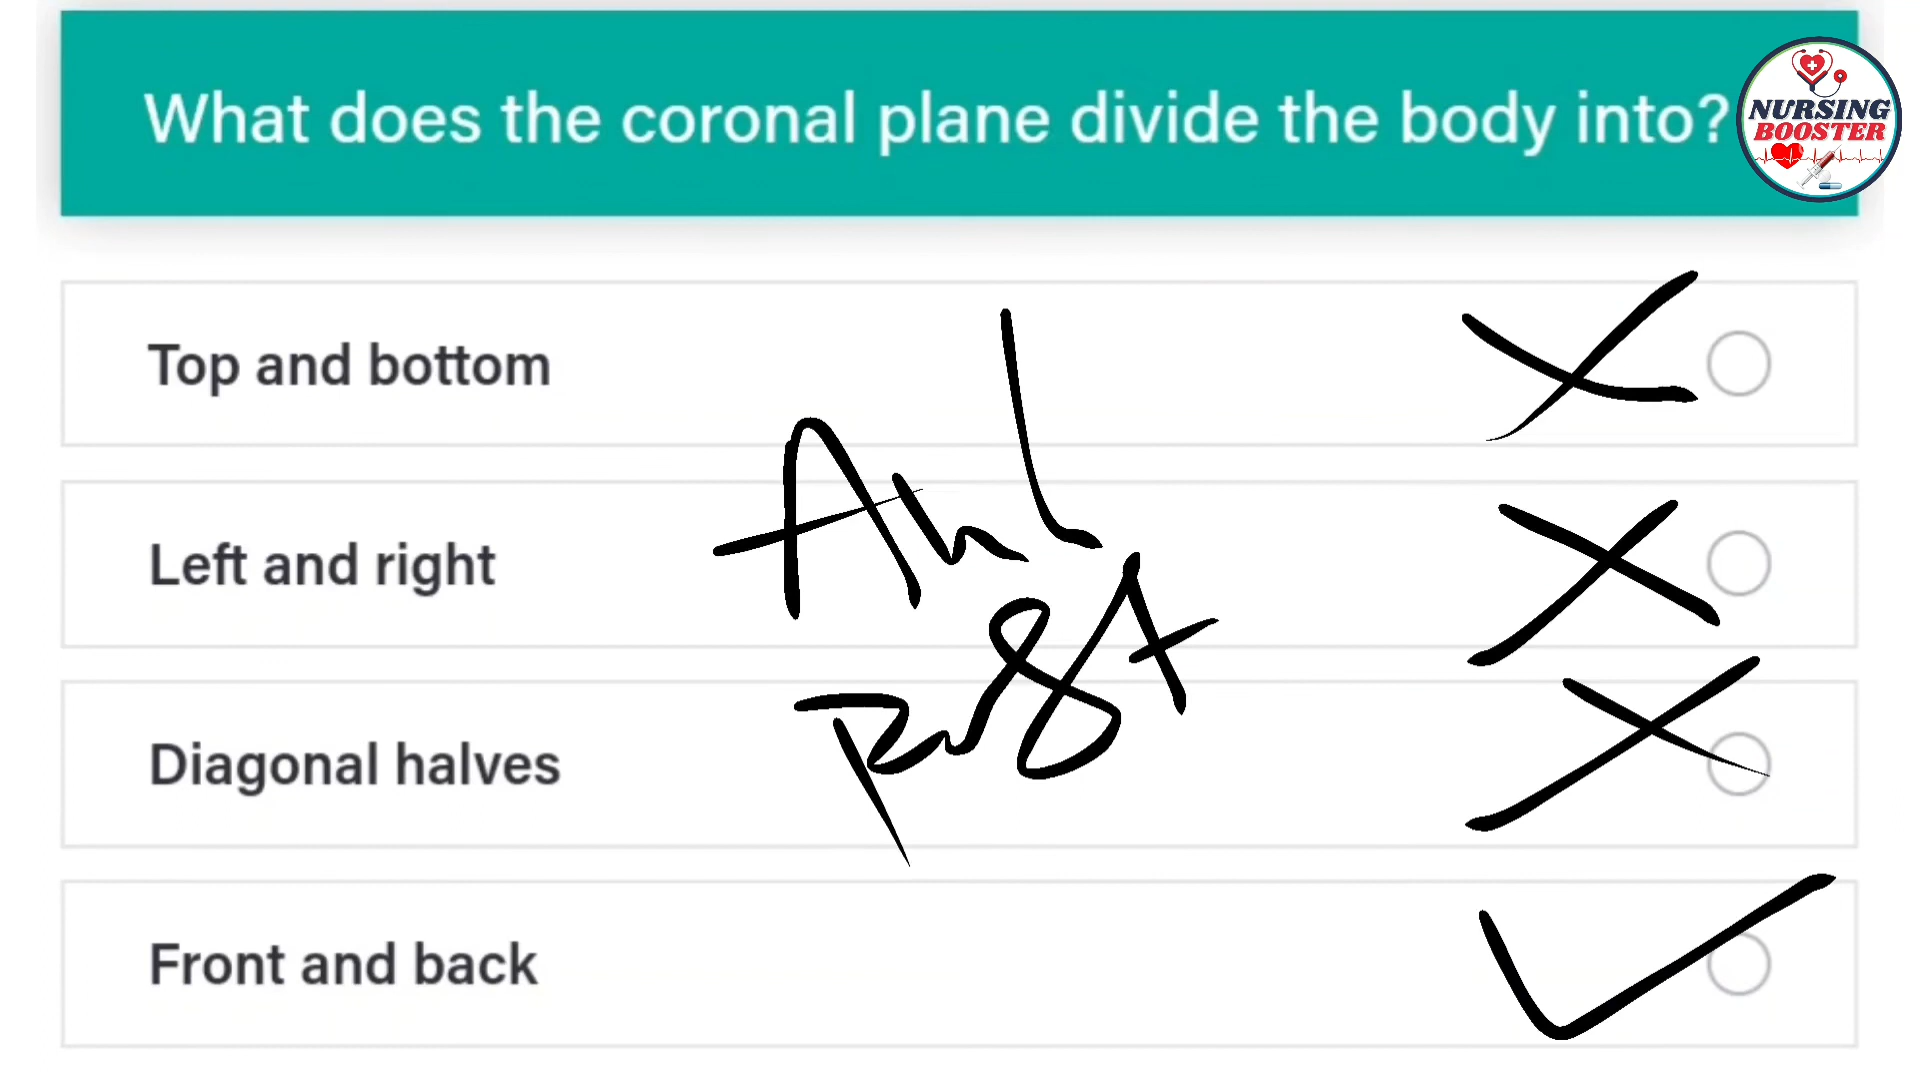 What does the coronal plane divide the body into?
NURSING
BOOSTER
Top and bottom
Left and right
Diagonal halves
Front and back